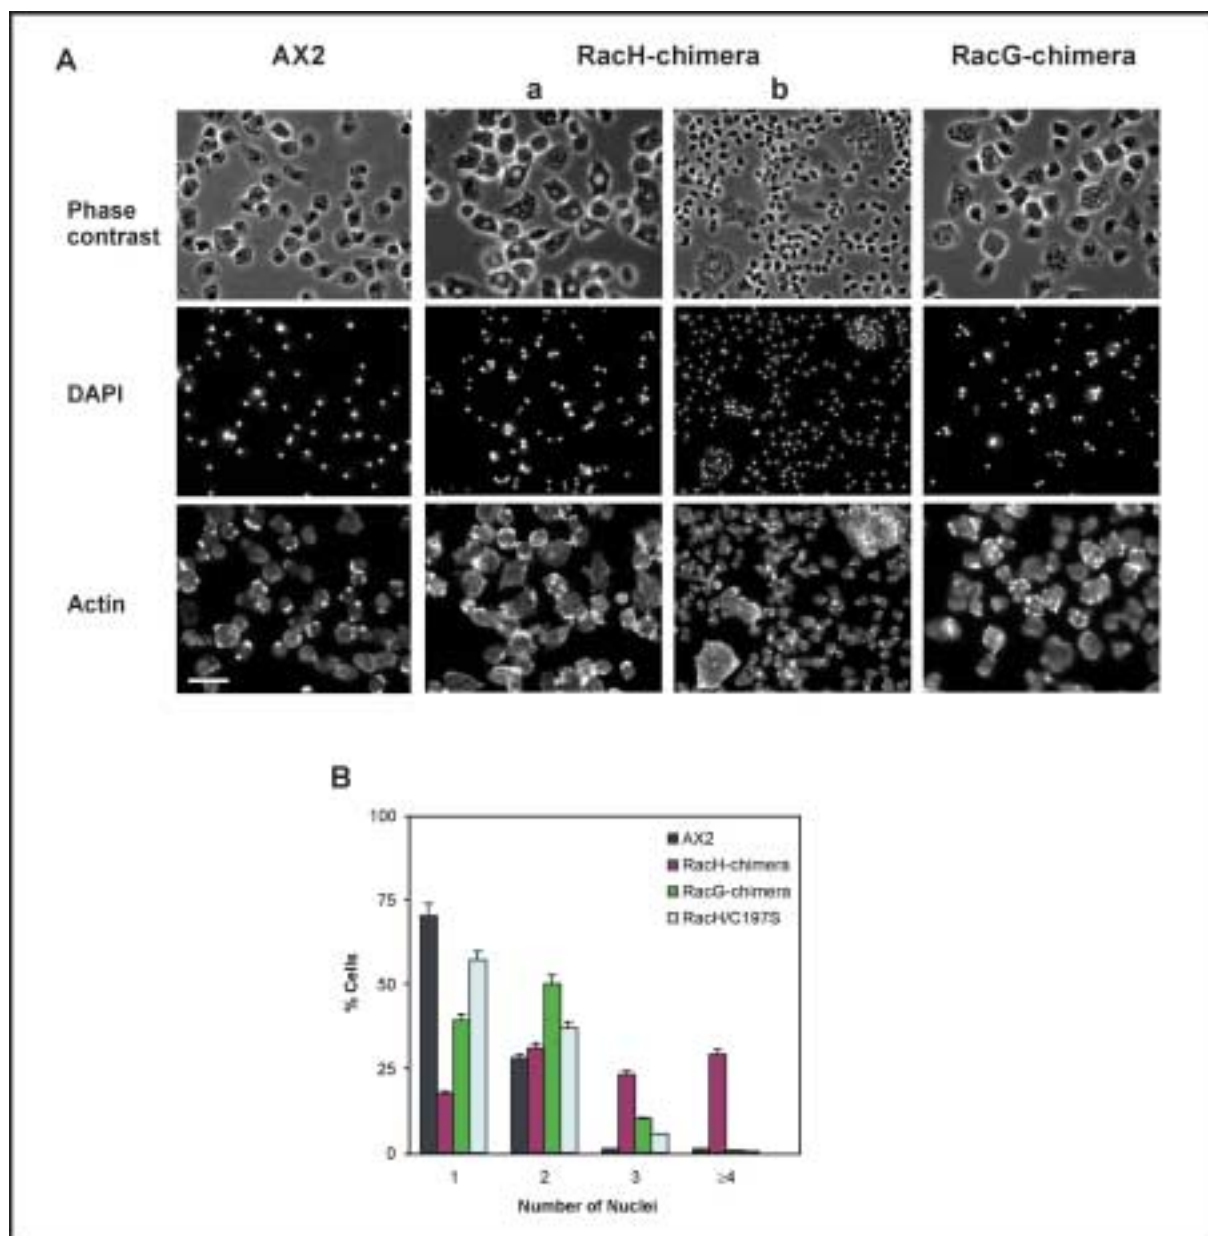 A
AX2 RacH-chimera RacG-chimera
a b
Phase
contrast
DAPI
Actin
B
100
75
50
25
0
% Cells
AX2
RacH-chimera
RacG-chimera
RacH/C197S
1 2 3 ≥4
Number of Nuclei